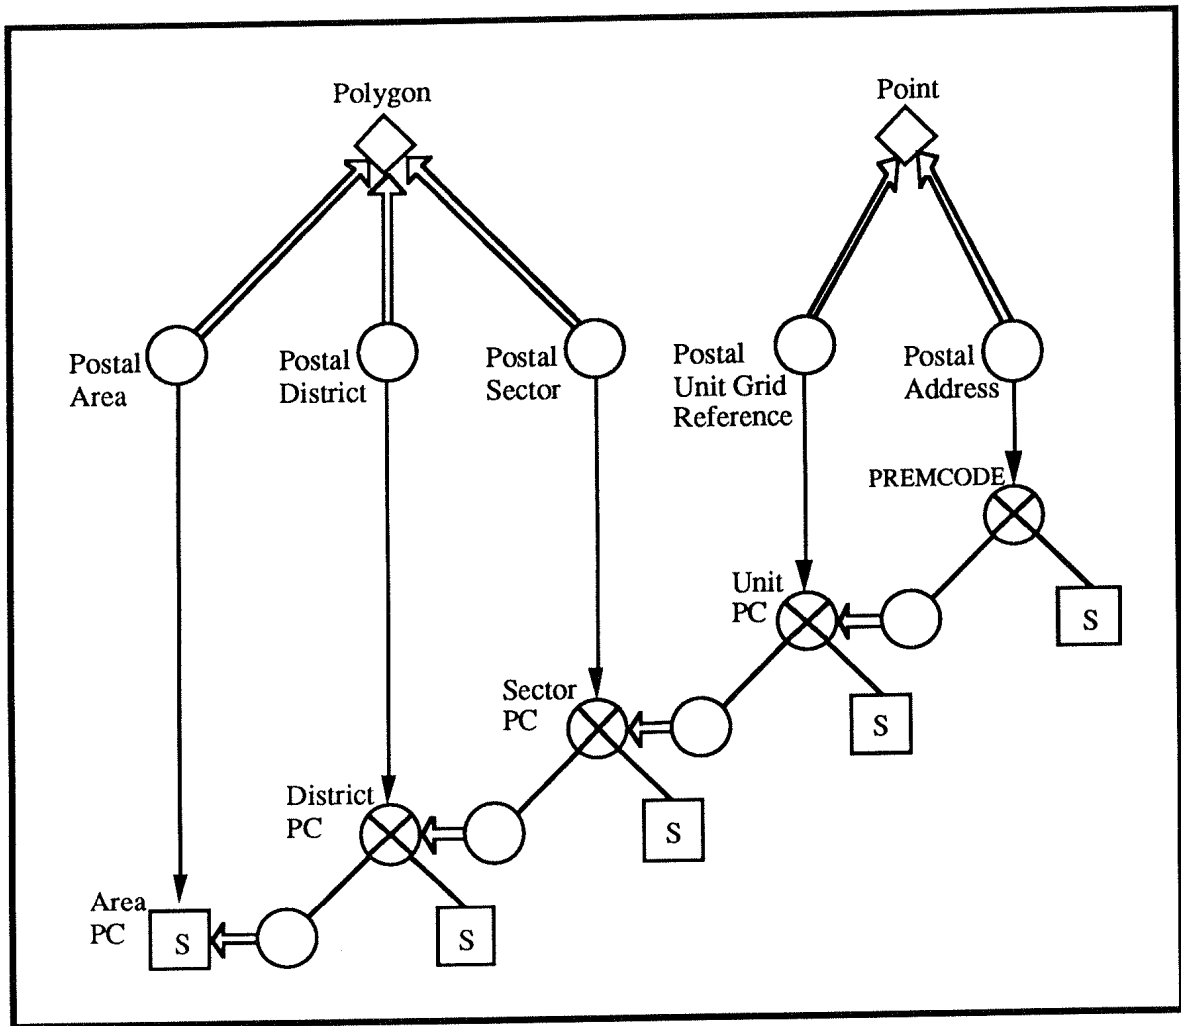 Polygon
Point
Postal
Area
Postal
District
Postal
Sector
Postal
Unit Grid
Reference
Postal
Address
PREMCODE
S
Unit
PC
S
Sector
PC
S
District
PC
S
Area
PC
S